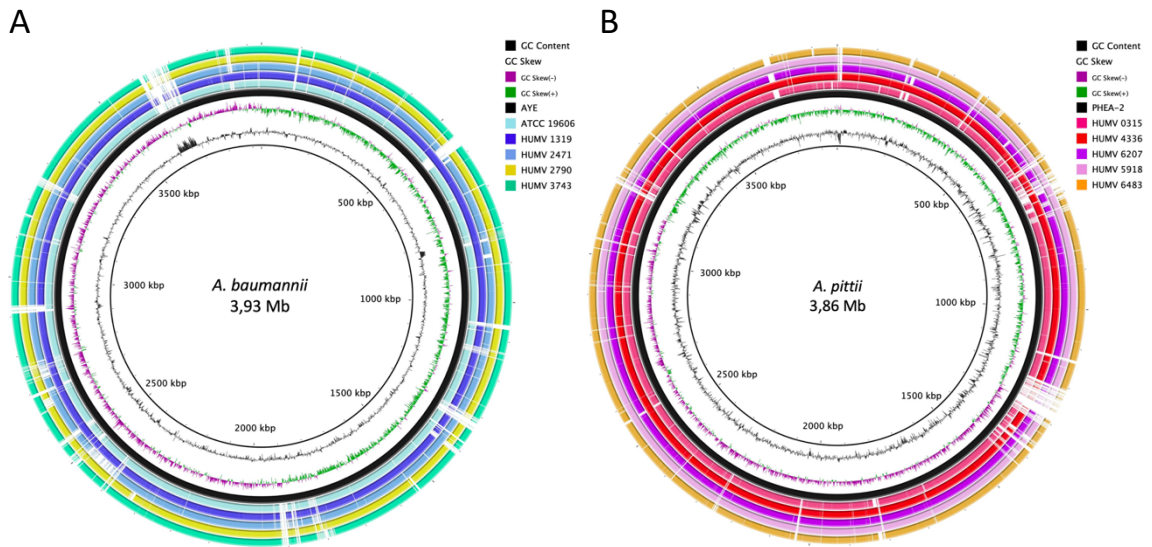 A
B
GC Content
GC Skew
GC Skew(-)
GC Skew(+)
AYE
ATCC 19606
HUMV 1319
HUMV 2471
HUMV 2790
HUMV 3743
500 kbp
1000 kbp
1500 kbp
2000 kbp
2500 kbp
3000 kbp
3500 kbp
A. baumannii
3,93 Mb
GC Content
GC Skew
GC Skew(-)
GC Skew(+)
PHEA-2
HUMV 0315
HUMV 4336
HUMV 6207
HUMV 5918
HUMV 6483
500 kbp
1000 kbp
1500 kbp
2000 kbp
2500 kbp
3000 kbp
3500 kbp
A. pittii
3,86 Mb